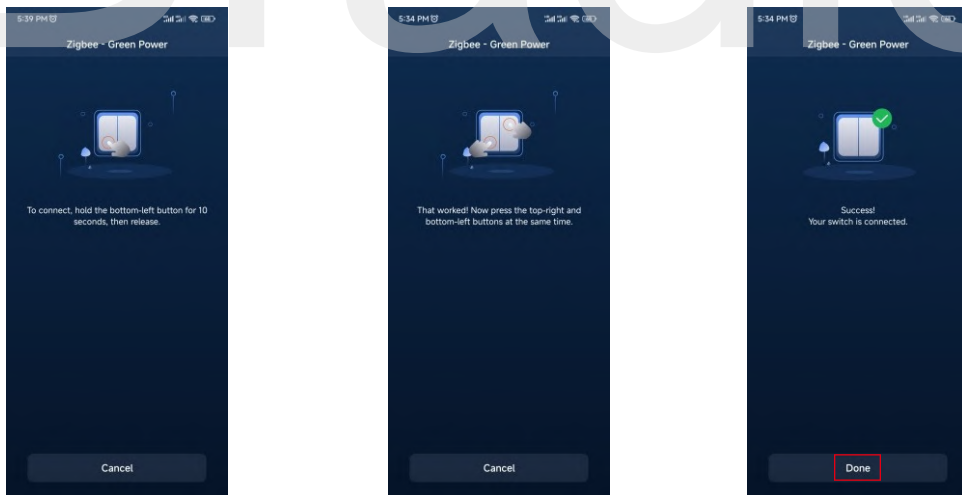 5:39 PM
Zigbee - Green Power
To connect, hold the bottom-left button for 10
seconds, then release.
Cancel
5:34 PM
Zigbee - Green Power
That worked! Now press the top-right and
bottom-left buttons at the same time.
Cancel
5:34 PM
Zigbee - Green Power
Success!
Your switch is connected.
Done